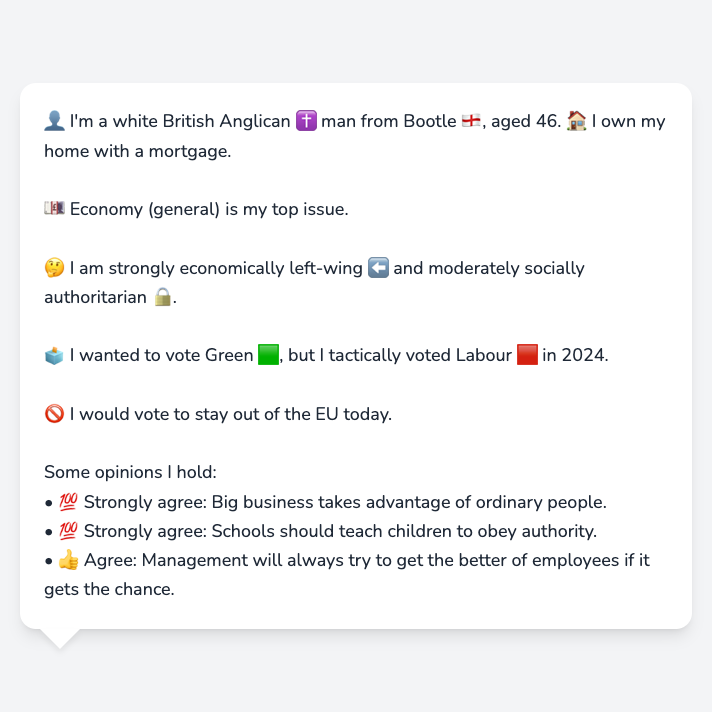 👤 I'm a white British Anglican ✝️ man from Bootle 🏴󠁧󠁢󠁥󠁮󠁧󠁿, aged 46. 🏠 I own my
home with a mortgage.
💷 Economy (general) is my top issue.
🤔 I am strongly economically left-wing ⬅️ and moderately socially
authoritarian 🔒.
🗳️ I wanted to vote Green 🟩, but I tactically voted Labour 🟥 in 2024.
🚫 I would vote to stay out of the EU today.
Some opinions I hold:
• 💯 Strongly agree: Big business takes advantage of ordinary people.
• 💯 Strongly agree: Schools should teach children to obey authority.
• 👍 Agree: Management will always try to get the better of employees if it
gets the chance.